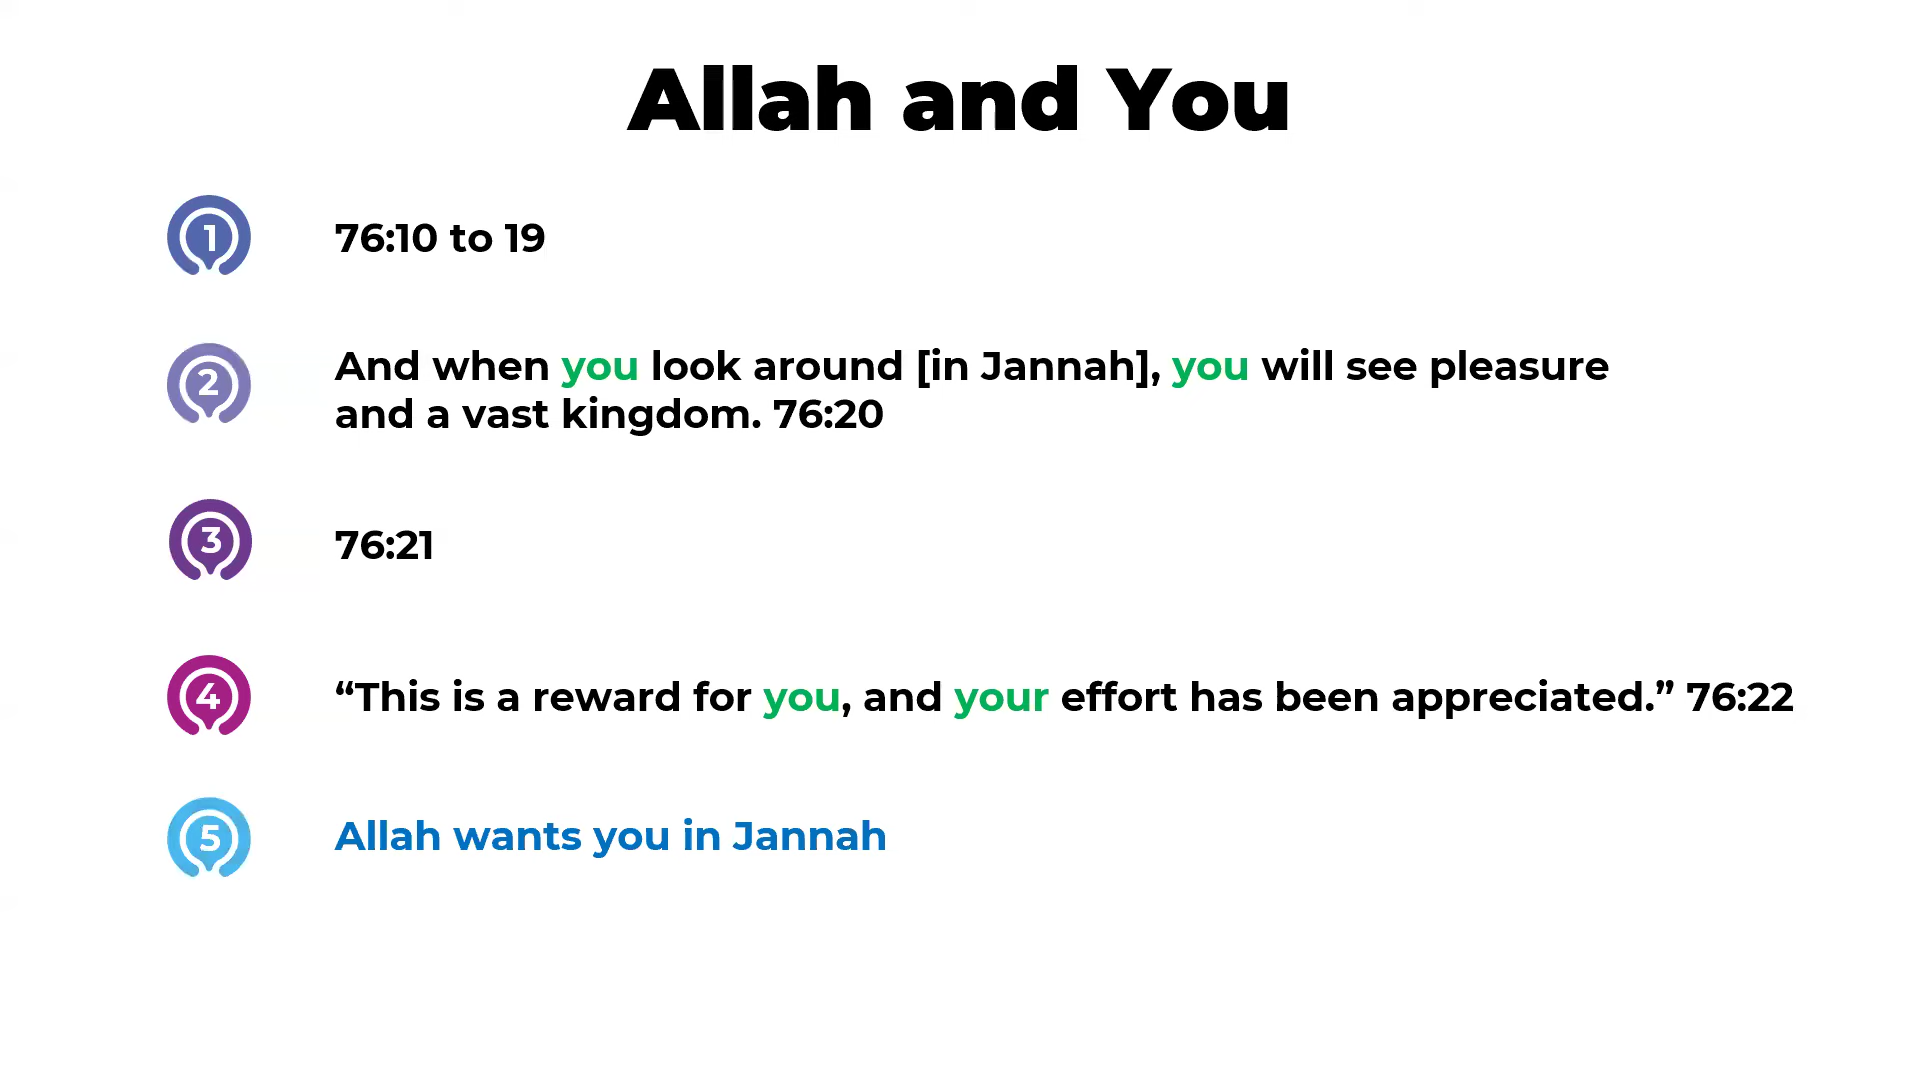 Allah and You
1
76:10 to 19
2
And when you look around [in Jannah], you will see pleasure
and a vast kingdom. 76:20
3
76:21
4
“This is a reward for you, and your effort has been appreciated.” 76:22
5
Allah wants you in Jannah